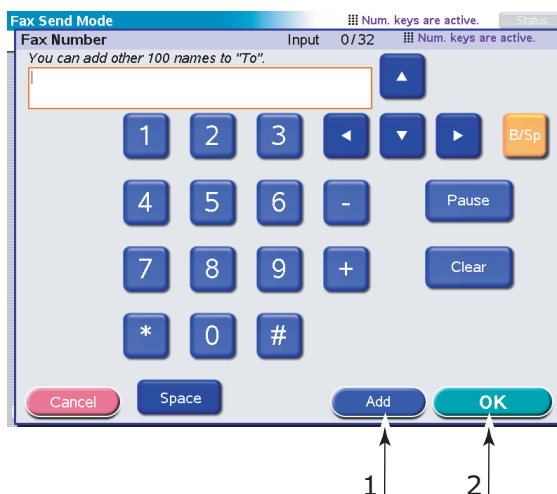 Fax Send Mode Num. keys are active. Status
Fax Number Input 0/32 Num. keys are active.
You can add other 100 names to "To".
1 2 3 B/Sp
4 5 6 - Pause
7 8 9 + Clear
* 0 #
Cancel Space Add OK
1 2